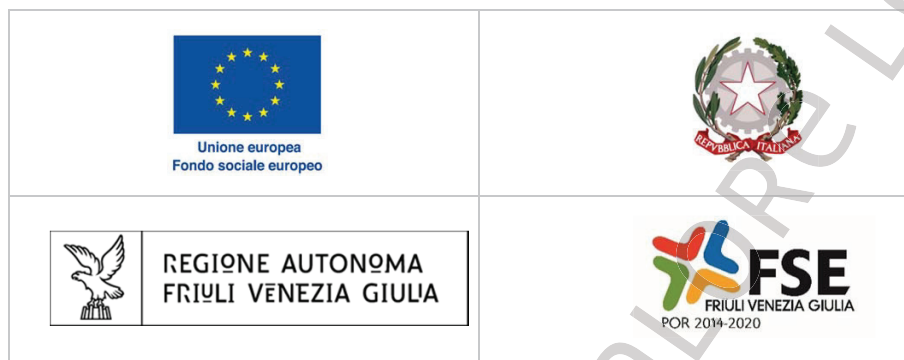 Unione europea
Fondo sociale europeo
REPVBBLICA ITALIANA
REGIONE AUTONOMA
FRIULI VENEZIA GIULIA
FSE
FRIULI VENEZIA GIULIA
POR 2014-2020